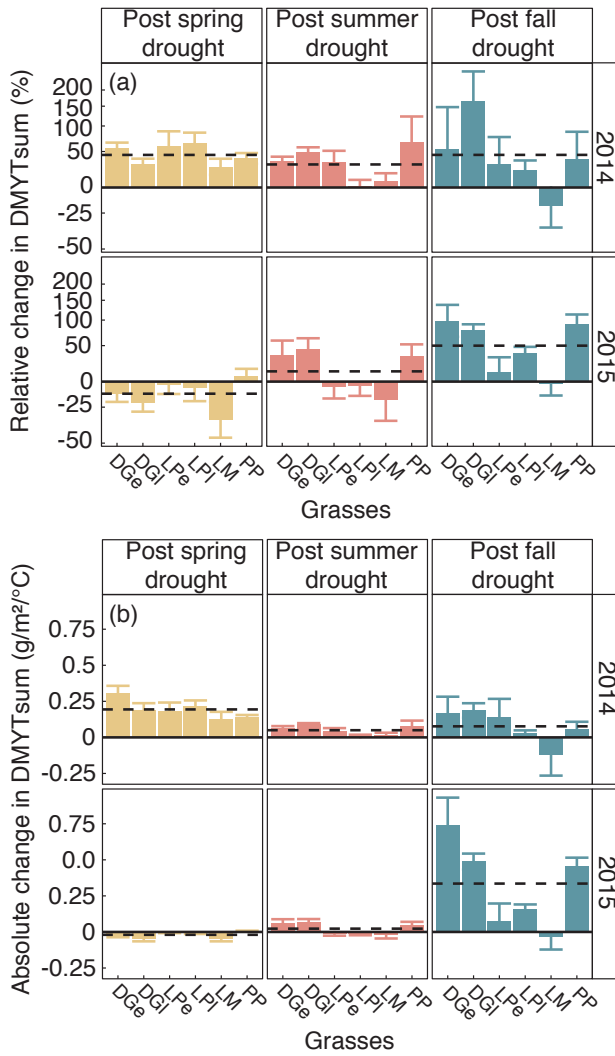 Post spring drought
Post summer drought
Post fall drought
(a)
Relative change in DMYTsum (%)
200
100
50
0
-25
-50
2014
200
100
50
0
-25
-50
2015
DGe
DGl
LPe
LPl
LM
PP
DGe
DGl
LPe
LPl
LM
PP
DGe
DGl
LPe
LPl
LM
PP
Grasses
Post spring drought
Post summer drought
Post fall drought
(b)
Absolute change in DMYTsum (g/m²/°C)
0.75
0.5
0.25
0
-0.25
2014
0.75
0.0
0.25
0
-0.25
2015
DGe
DGl
LPe
LPl
LM
PP
DGe
DGl
LPe
LPl
LM
PP
DGe
DGl
LPe
LPl
LM
PP
Grasses